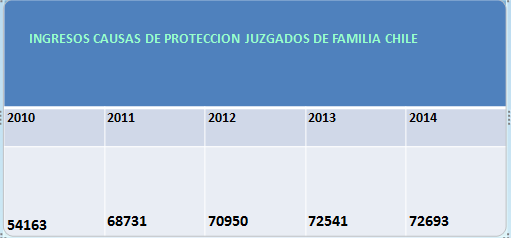 INGRESOS CAUSAS DE PROTECCION JUZGADOS DE FAMILIA CHILE
2010 2011 2012 2013 2014
54163 68731 70950 72541 72693